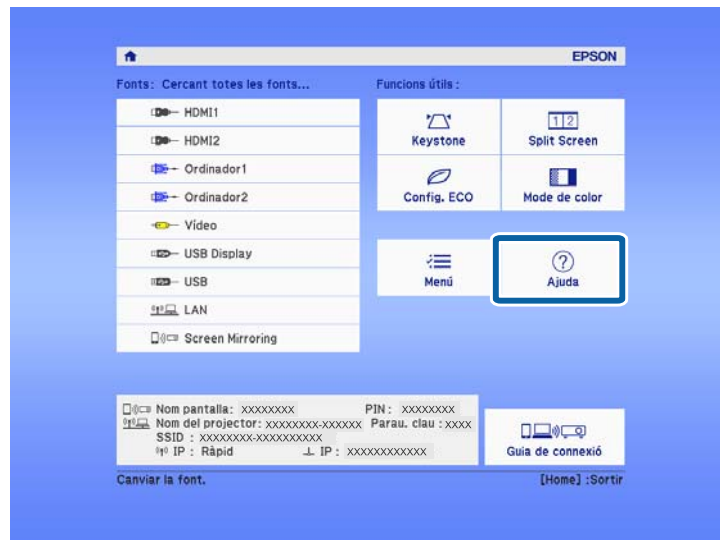 EPSON
Fonts: Cercant totes les fonts...
Funcions útils :
HDMI1
HDMI2
Ordinador1
Ordinador2
Vídeo
USB Display
USB
LAN
Screen Mirroring
Keystone
1 2
Split Screen
Config. ECO
Mode de color
Menú
?
Ajuda
Nom pantalla: XXXXXXXX PIN: XXXXXXXX
Nom del projector: XXXXXXXX-XXXXXX Parau. clau : XXXX
SSID : XXXXXXXX-XXXXXXXXXX
IP : Ràpid IP : XXXXXXXXXXXX
Guia de connexió
Canviar la font.
[Home] :Sortir